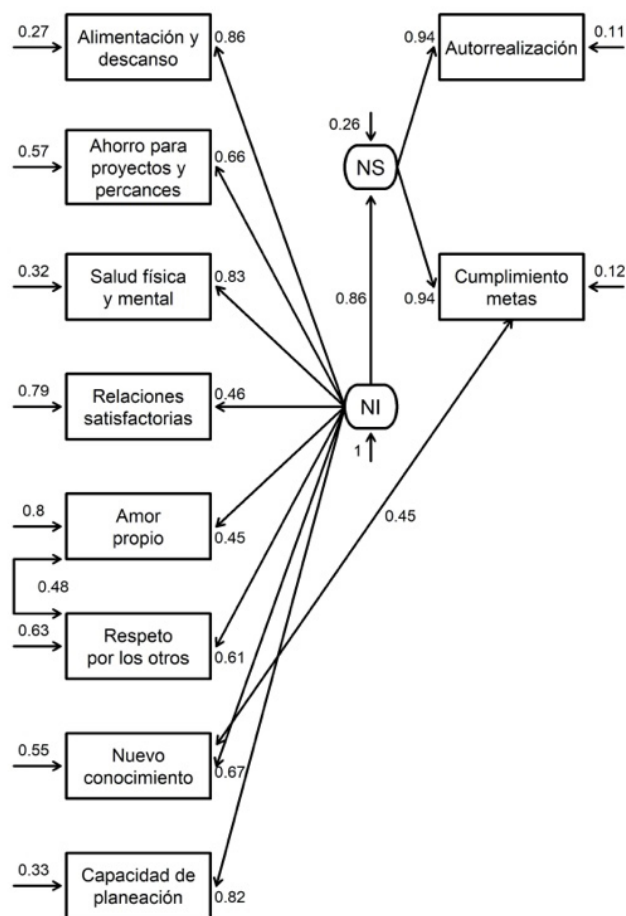 0.27
Alimentación y
descanso
0.86
0.57
Ahorro para
proyectos y
percances
0.66
0.32
Salud física
y mental
0.83
0.79
Relaciones
satisfactorias
0.46
0.8
Amor
propio
0.45
0.48
0.63
Respeto
por los otros
0.61
0.55
Nuevo
conocimiento
0.67
0.33
Capacidad de
planeación
0.82
NI
1
0.86
0.26
NS
0.94
Autorrealización
0.11
0.94
Cumplimiento
metas
0.12
0.45